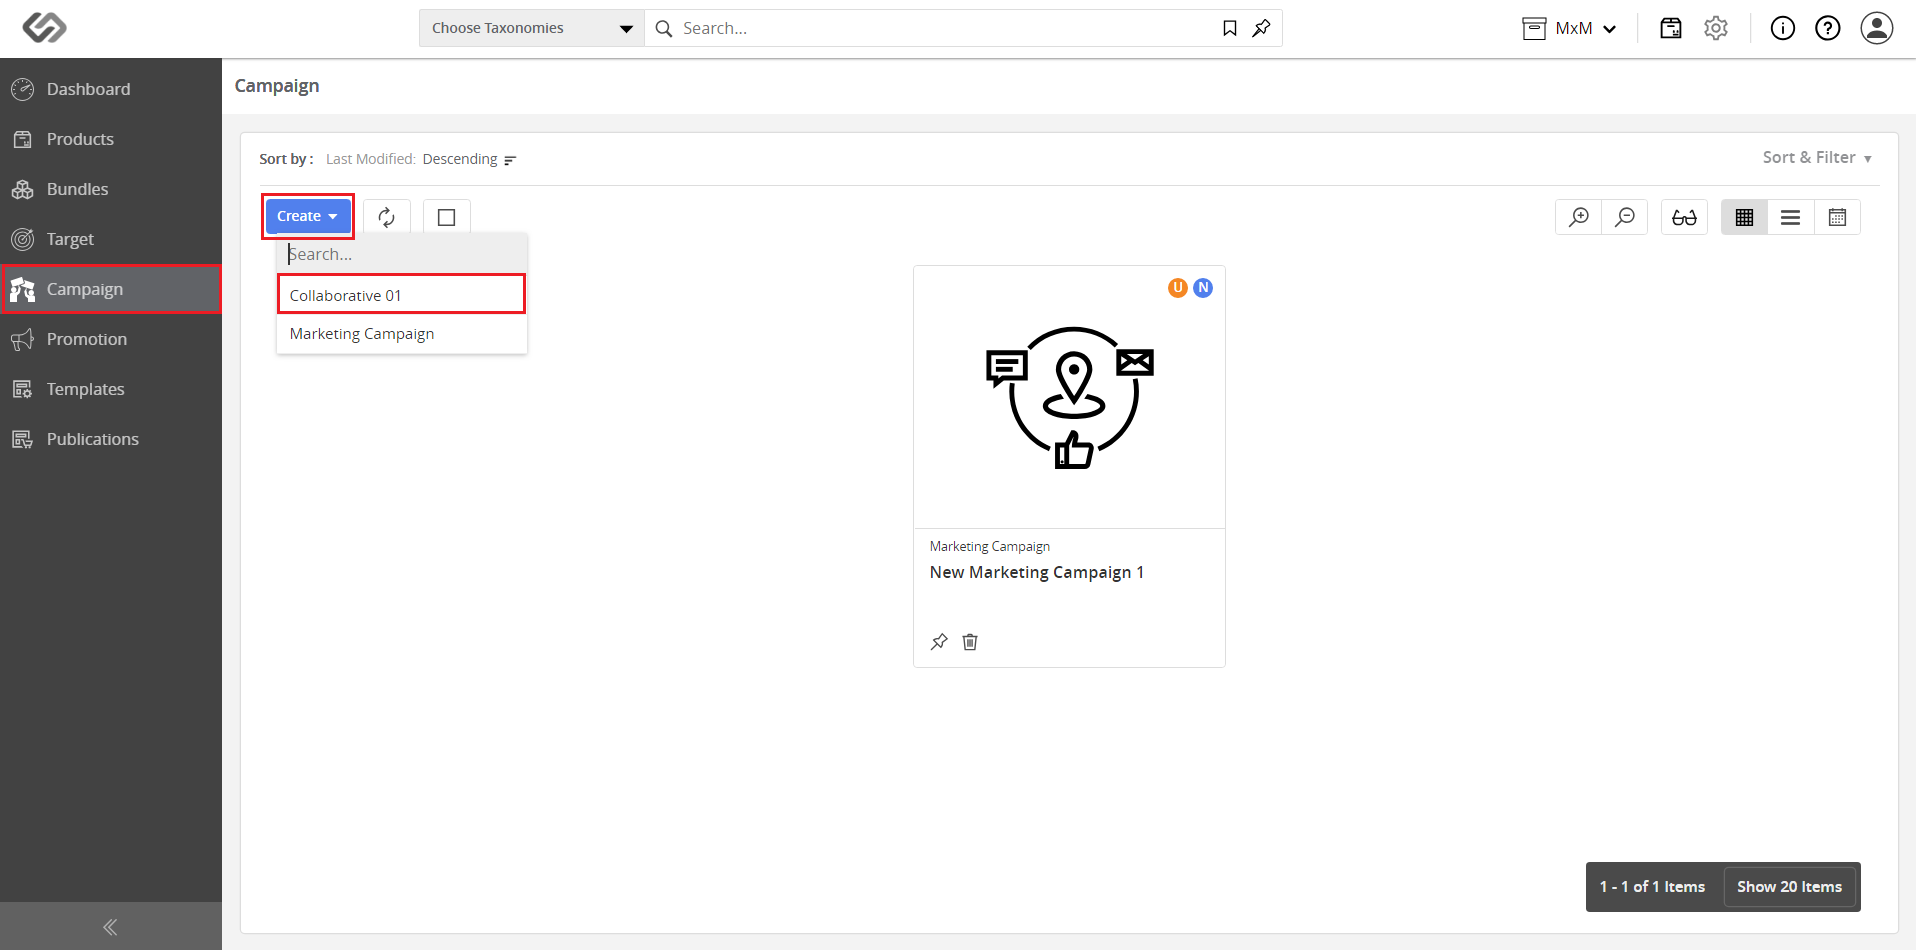 Choose Taxonomies
Search...
MxM
Dashboard
Products
Bundles
Target
Campaign
Promotion
Templates
Publications
Campaign
Sort by : Last Modified: Descending
Sort & Filter
Create
Search...
Collaborative 01
Marketing Campaign
U N
Marketing Campaign
New Marketing Campaign 1
1 - 1 of 1 Items
Show 20 Items